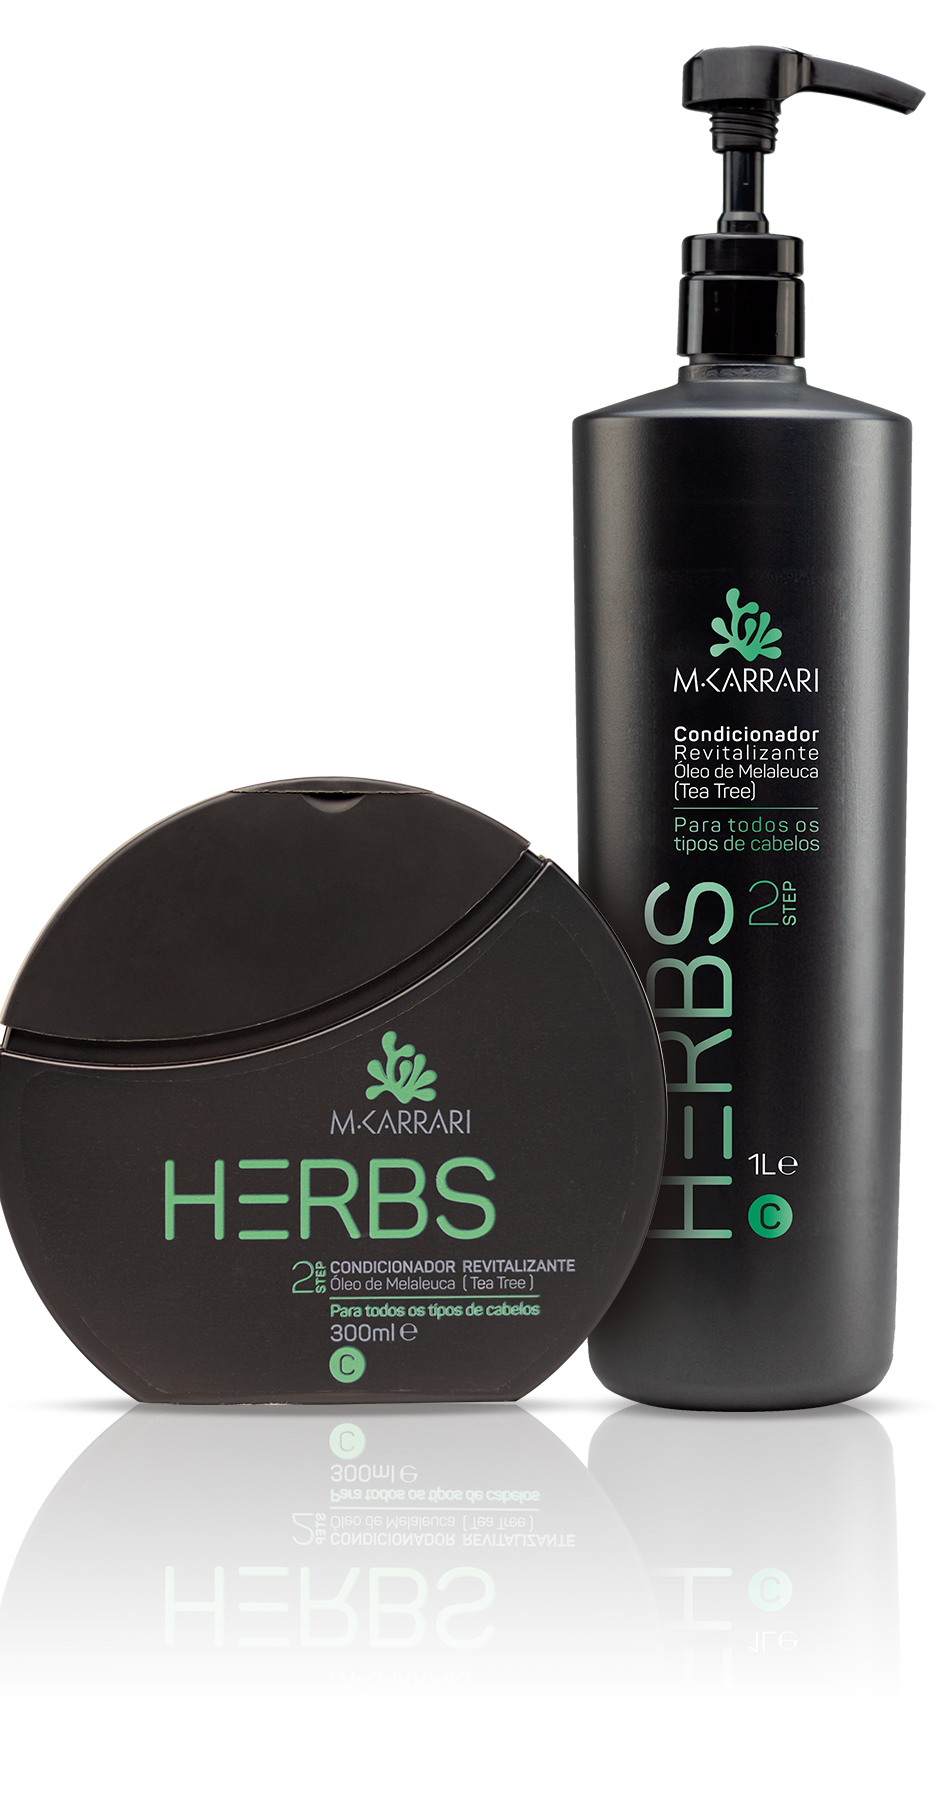 M·CARRARI
Condicionador
Revitalizante
Óleo de Melaleuca
(Tea Tree)
Para todos os
tipos de cabelos
HERBS
2
STEP
1L℮
C
M·CARRARI
HERBS
2
STEP
CONDICIONADOR REVITALIZANTE
Óleo de Melaleuca ( Tea Tree )
Para todos os tipos de cabelos
300ml ℮
C